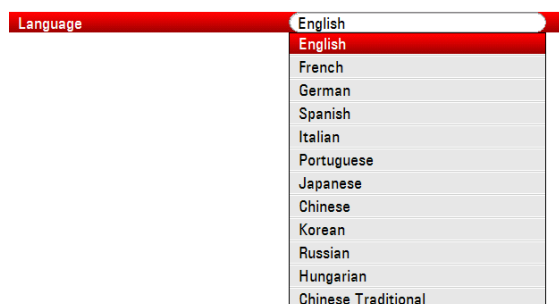 Language English
English
French
German
Spanish
Italian
Portuguese
Japanese
Chinese
Korean
Russian
Hungarian
Chinese Traditional